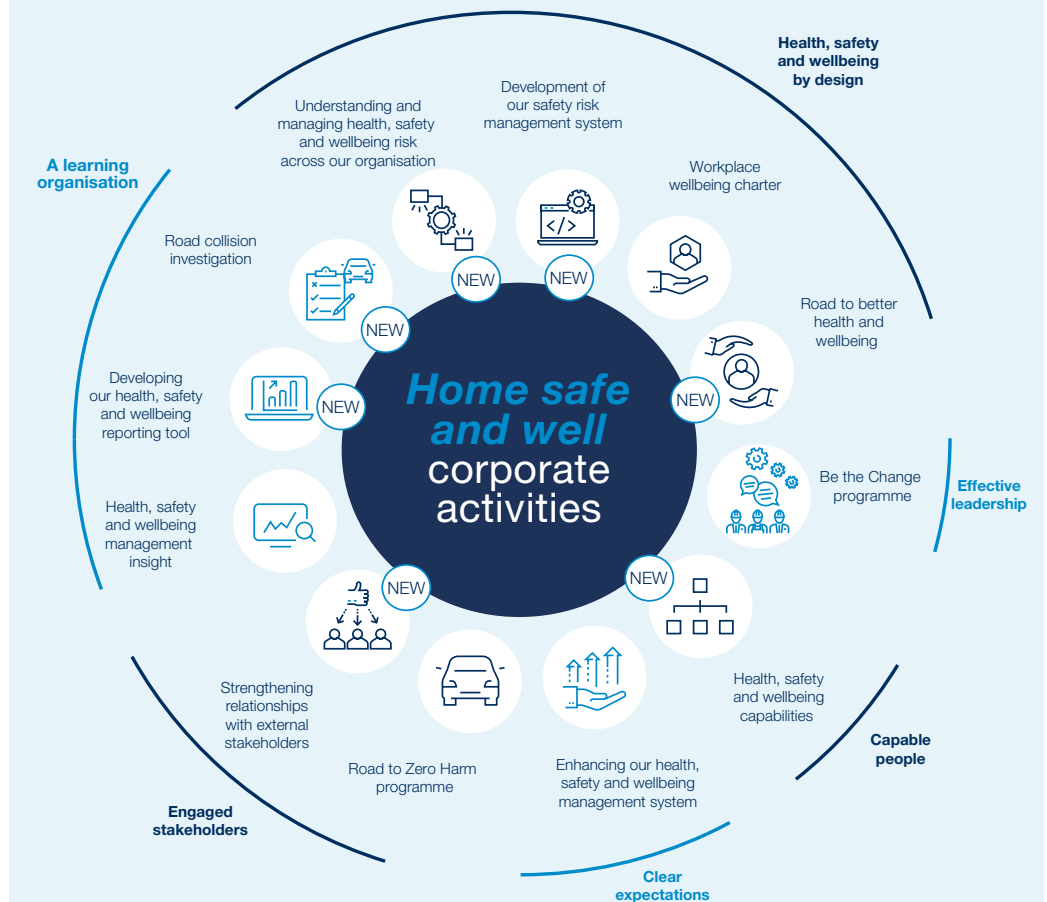 Health, safety
and wellbeing
by design
Development of
our safety risk
management system
Understanding and
managing health, safety
and wellbeing risk
across our organisation
A learning
organisation
Workplace
wellbeing charter
Road collision
investigation
</>
NEW
NEW
Road to better
health and
wellbeing
NEW
Developing
our health, safety
and wellbeing
reporting tool
NEW
NEW
Home safe
and well
corporate
activities
Be the Change
programme
Effective
leadership
Health, safety
and wellbeing
management
insight
NEW
NEW
Strengthening
relationships
with external
stakeholders
Health, safety
and wellbeing
capabilities
Capable
people
Road to Zero Harm
programme
Enhancing our health,
safety and wellbeing
management system
Engaged
stakeholders
Clear
expectations